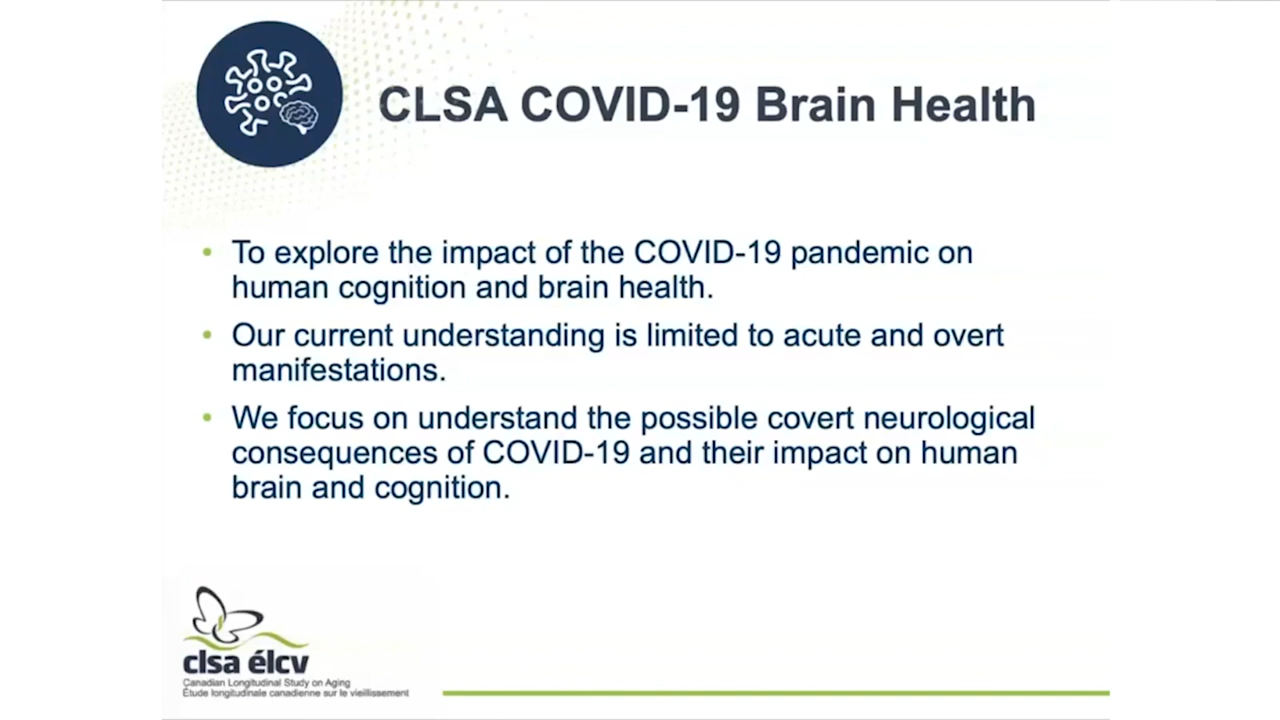 CLSA COVID-19 Brain Health
• To explore the impact of the COVID-19 pandemic on
human cognition and brain health.
• Our current understanding is limited to acute and overt
manifestations.
• We focus on understand the possible covert neurological
consequences of COVID-19 and their impact on human
brain and cognition.
clsa élcv
Canadian Longitudinal Study on Aging
Étude longitudinale canadienne sur le vieillissement